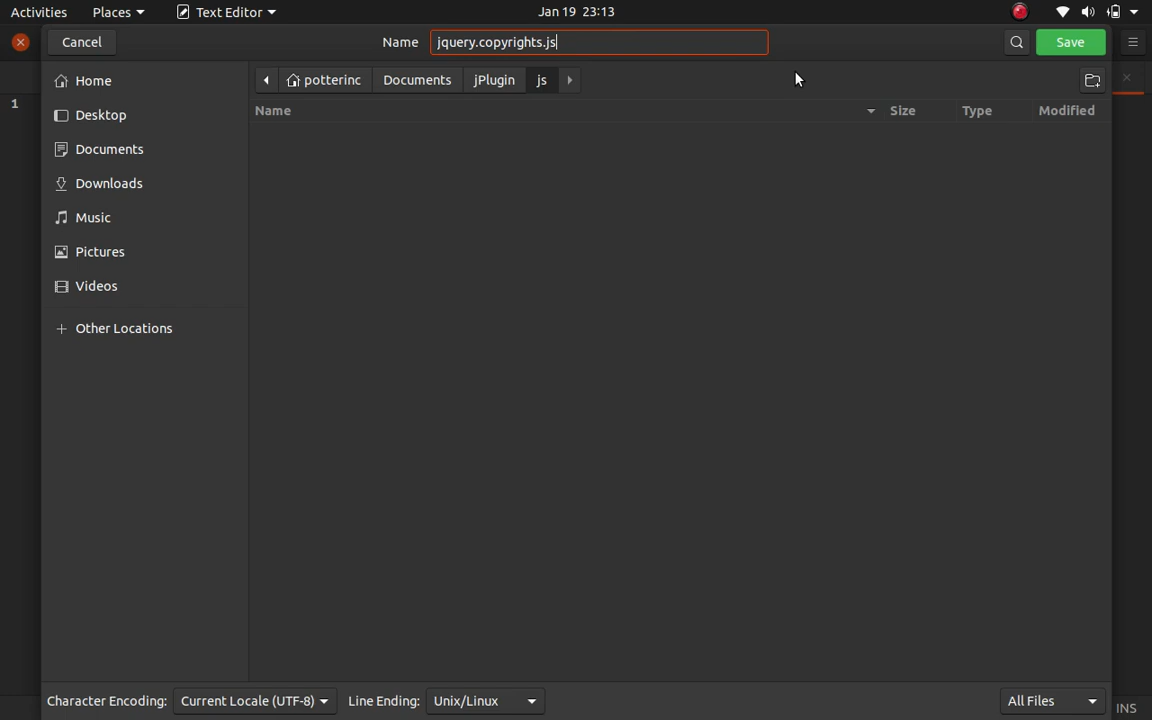 Activities Places Text Editor Jan 19 23:13
Cancel Name jquery.copyrights.js Save
Home potterinc Documents jPlugin js
1 Name Size Type Modified
Desktop
Documents
Downloads
Music
Pictures
Videos
Other Locations
Character Encoding: Current Locale (UTF-8) Line Ending: Unix/Linux All Files INS